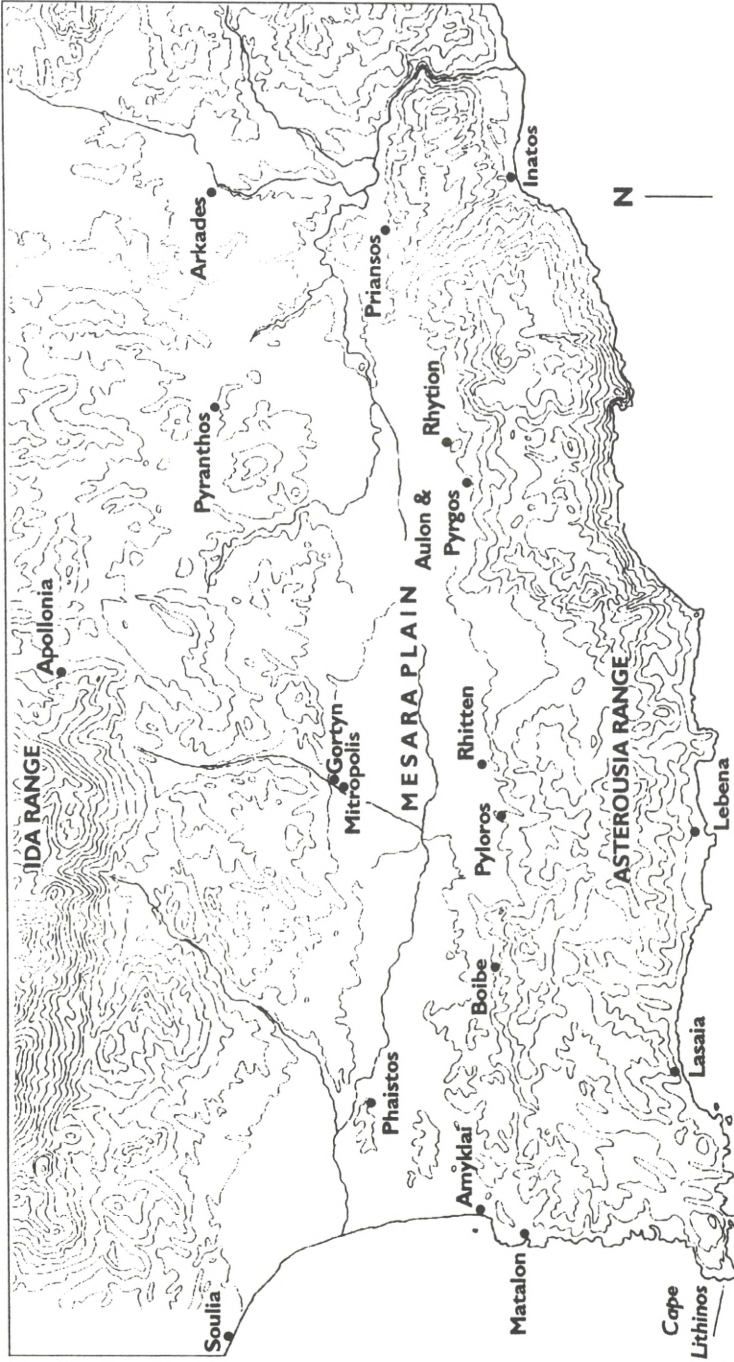 IDA RANGE
Apollonia
Soulia
Pyranthos
Arkades
Gortyn
Mitropolis
Phaistos
MESARA PLAIN
Priansos
Aulon &
Pyrgos
Rhytion
Amyklai
Matalon
Boibe
Pyloros
Rhitten
Inatos
N
ASTEROUSIA RANGE
Lasaia
Lebena
Cape
Lithinos